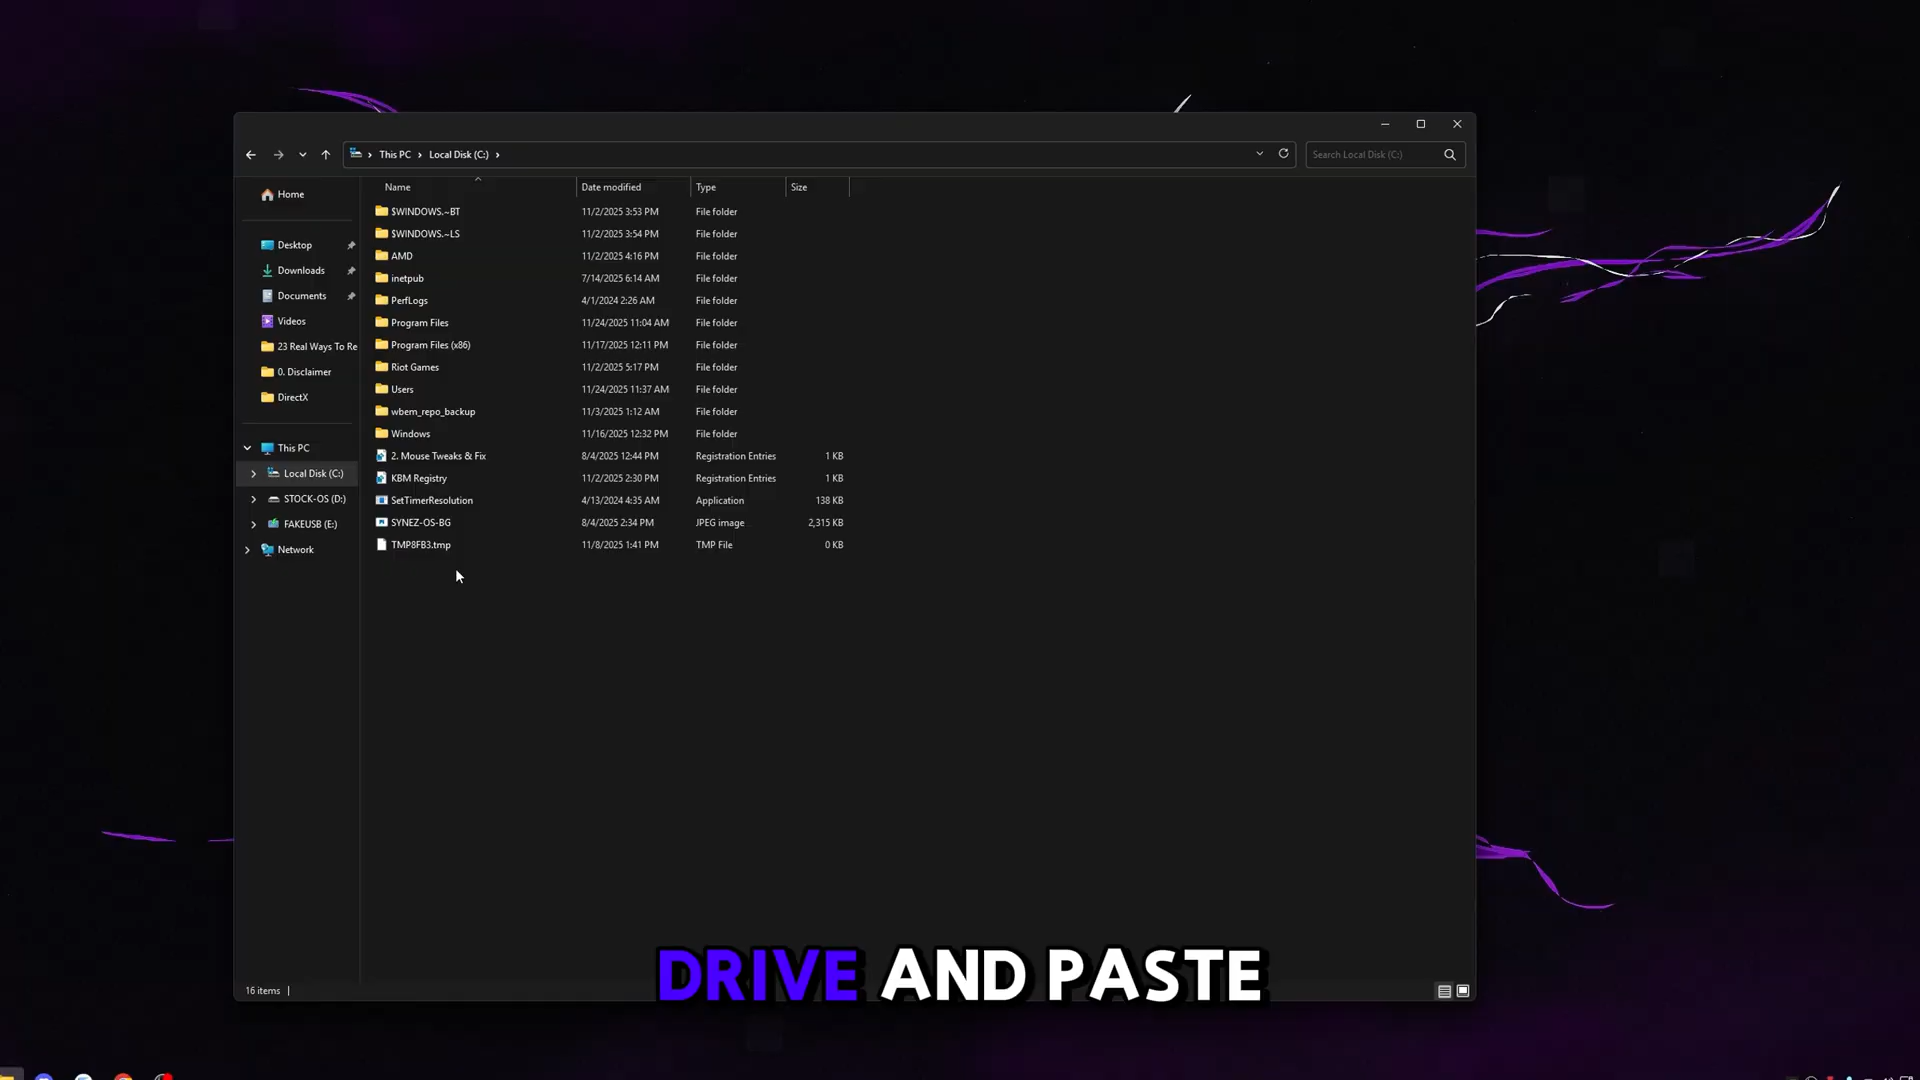 This PC
Local Disk (C:)
Search Local Disk (C:)
Home
Desktop
Downloads
Documents
Videos
23 Real Ways To Re
0. Disclaimer
DirectX
This PC
Local Disk (C:)
STOCK-OS (D:)
FAKEUSB (E:)
Network
Name Date modified Type Size
$WINDOWS.~BT 11/2/2025 3:53 PM File folder
$WINDOWS.~LS 11/2/2025 3:54 PM File folder
AMD 11/2/2025 4:16 PM File folder
inetpub 7/14/2025 6:14 AM File folder
PerfLogs 4/1/2024 2:26 AM File folder
Program Files 11/24/2025 11:04 AM File folder
Program Files (x86) 11/17/2025 12:11 PM File folder
Riot Games 11/2/2025 5:17 PM File folder
Users 11/24/2025 11:37 AM File folder
wbem_repo_backup 11/3/2025 1:12 AM File folder
Windows 11/16/2025 12:32 PM File folder
2. Mouse Tweaks & Fix 8/4/2025 12:44 PM Registration Entries 1 KB
KBM Registry 11/2/2025 2:30 PM Registration Entries 1 KB
SetTimerResolution 4/13/2024 4:35 AM Application 138 KB
SYNEZ-OS-BG 8/4/2025 2:34 PM JPEG image 2,315 KB
TMP8FB3.tmp 11/8/2025 1:41 PM TMP File 0 KB
DRIVE AND PASTE
16 items